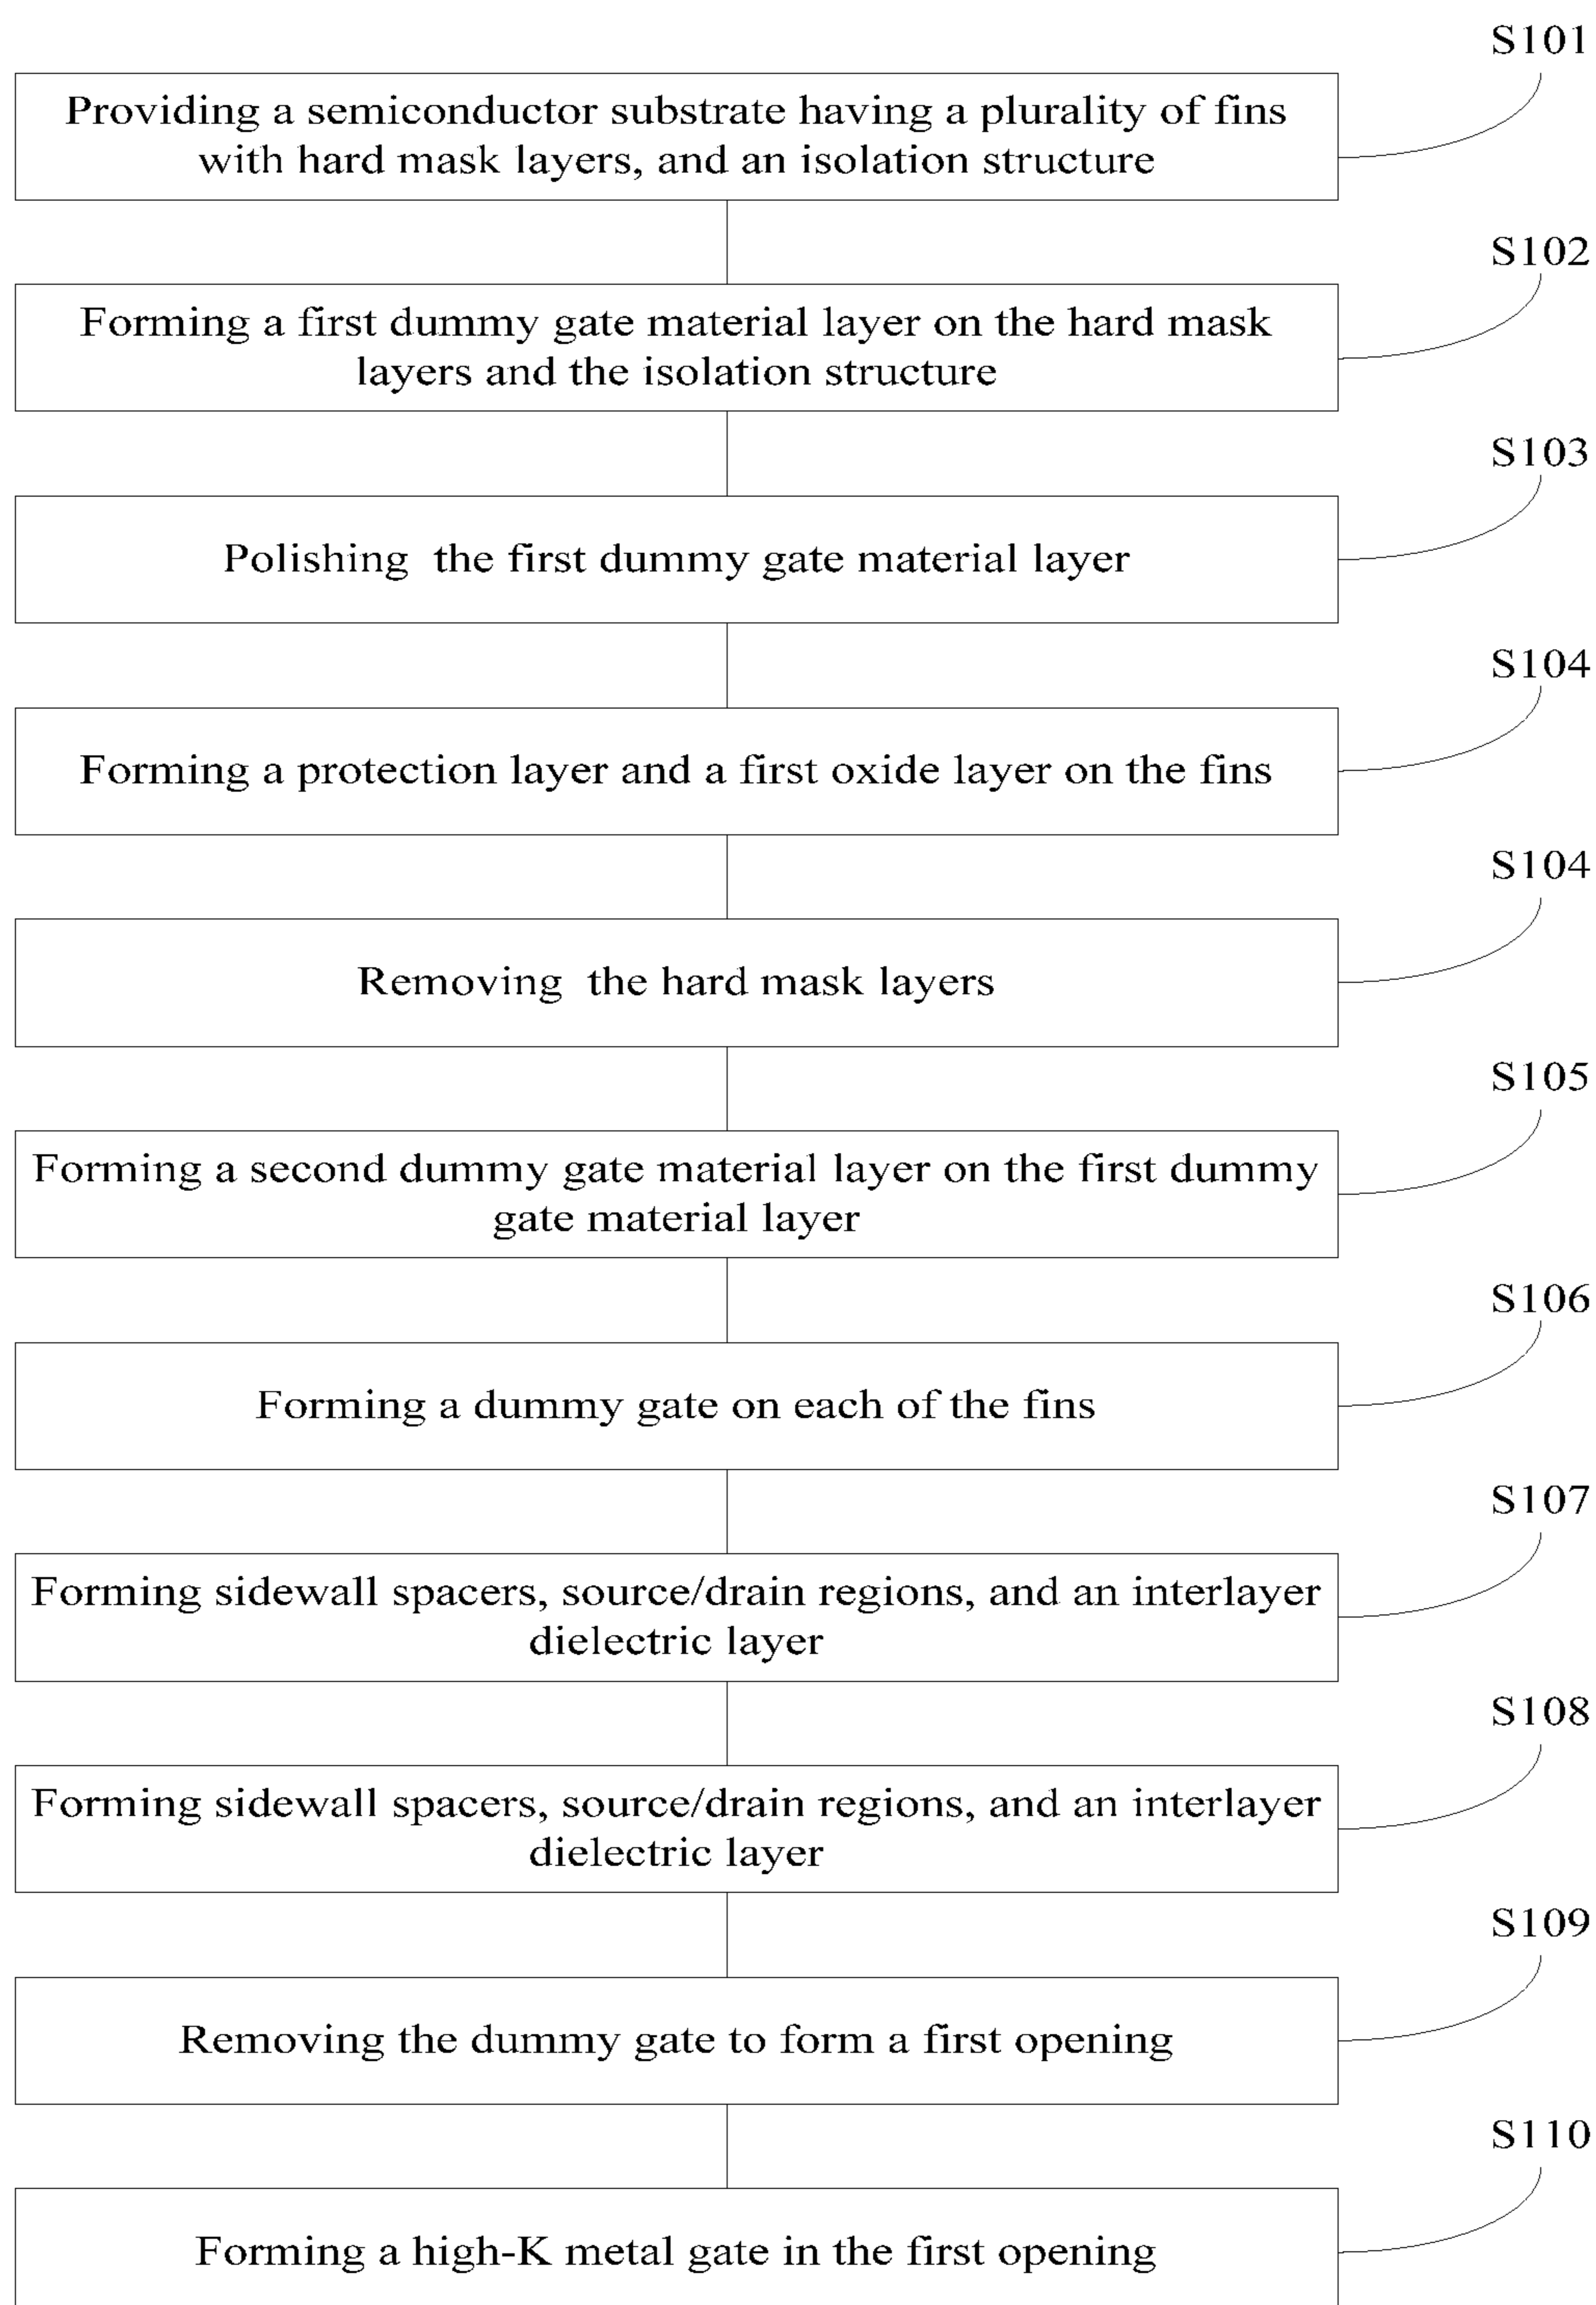 S101
Providing a semiconductor substrate having a plurality of fins
with hard mask layers, and an isolation structure
S102
Forming a first dummy gate material layer on the hard mask
layers and the isolation structure
S103
Polishing the first dummy gate material layer
S104
Forming a protection layer and a first oxide layer on the fins
S104
Removing the hard mask layers
S105
Forming a second dummy gate material layer on the first dummy
gate material layer
S106
Forming a dummy gate on each of the fins
S107
Forming sidewall spacers, source/drain regions, and an interlayer
dielectric layer
S108
Forming sidewall spacers, source/drain regions, and an interlayer
dielectric layer
S109
Removing the dummy gate to form a first opening
S110
Forming a high-K metal gate in the first opening